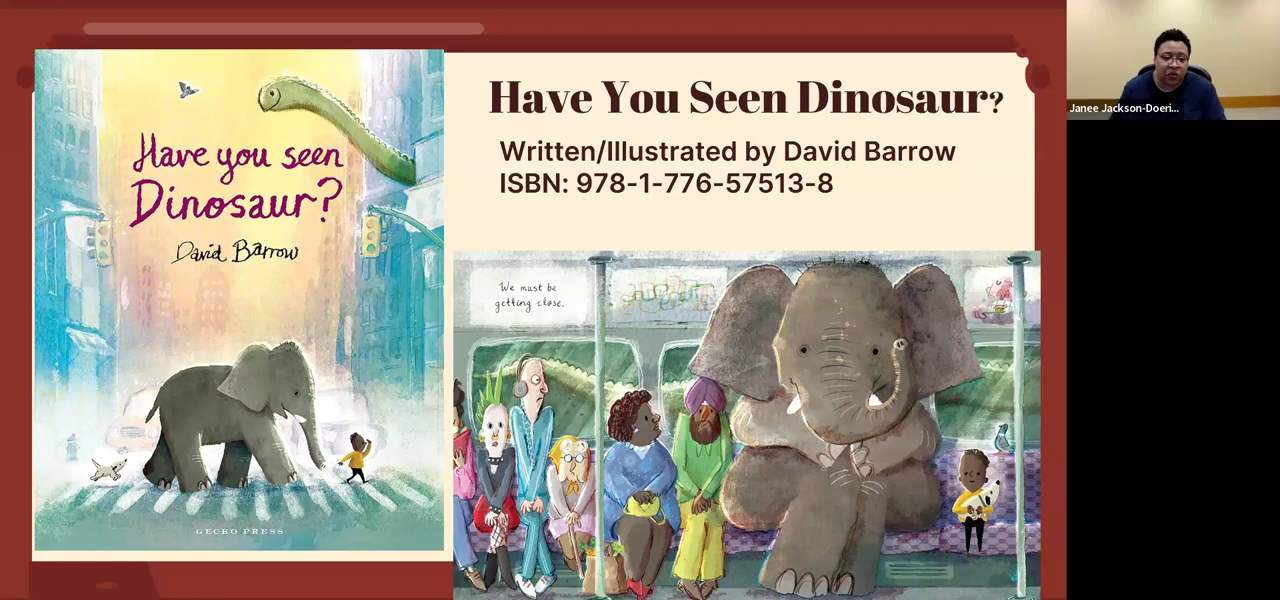 Have you seen
Dinosaur?
David Barrow
GECKO PRESS
Have You Seen Dinosaur?
Written/Illustrated by David Barrow
ISBN: 978-1-776-57513-8
We must be
getting close.
Janee Jackson-Doeri...